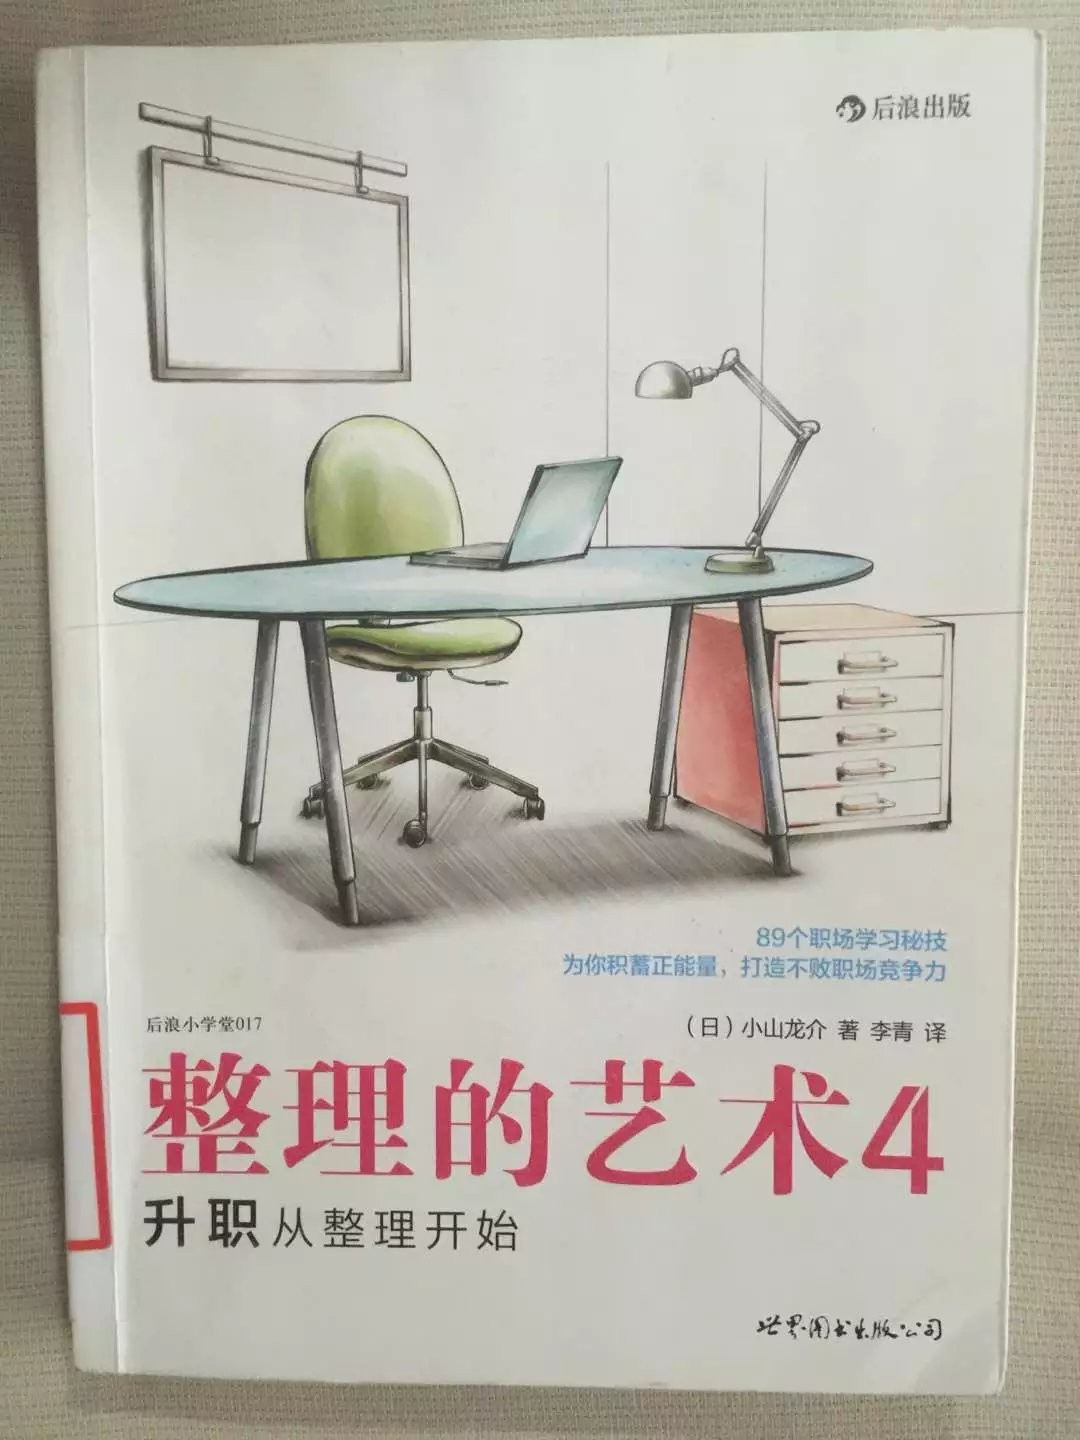 后浪出版
89个职场学习秘技
为你积蓄正能量，打造不败职场竞争力
（日）小山龙介 著 李青 译
后浪小学堂017
整理的艺术4
升职从整理开始
世界图书出版公司